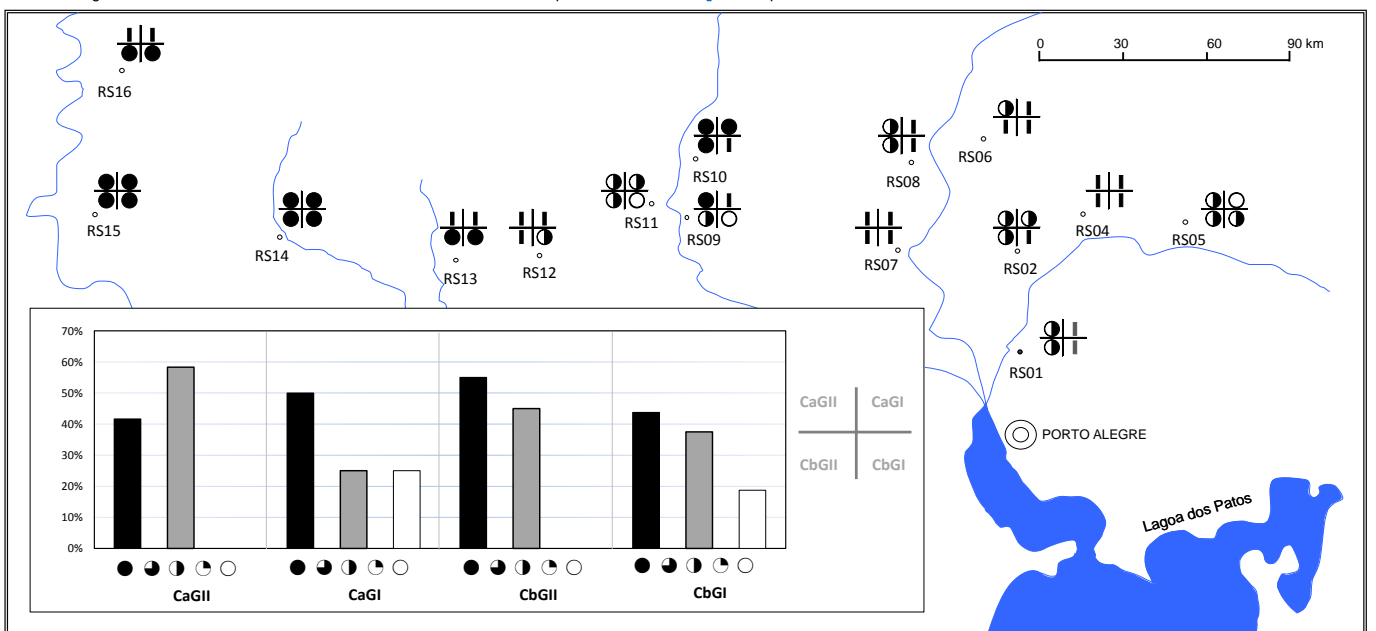 0 30 60 90 km
RS16
RS10
RS08
RS06
RS15
RS14
RS13
RS12
RS11
RS09
RS07
RS02
RS04
RS05
RS01
70%
60%
50%
40%
30%
20%
10%
0%
CaGII CaGI CbGII CbGI
CaGII CaGI
CbGII CbGI
PORTO ALEGRE
Lagoa dos Patos